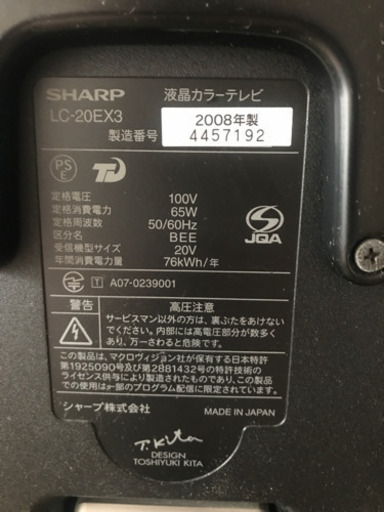 SHARP 液晶カラーテレビ
LC-20EX3 2008年製
製造番号 4457192
PS
E
定格電圧 100V
定格消費電力 65W
定格周波数 50/60Hz
区分名 BEE
受信機型サイズ 20V
年間消費電力量 76kWh/年
JQA
T A07-0239001
警告 高圧注意
サービスマン以外の方は、裏ぶたをあけない
でください。内部には高電圧部分が数多く
あり、万一さわると危険です。
この製品は、マクロヴィジョン社が保有する日本特許
第1925090号及び第2881432号の特許技術の
ライセンス供与により製造されたもので、この製品
での使用は一部のプログラム配信に限定されています。
シャープ株式会社 MADE IN JAPAN
T.Kita
DESIGN
TOSHIYUKI KITA